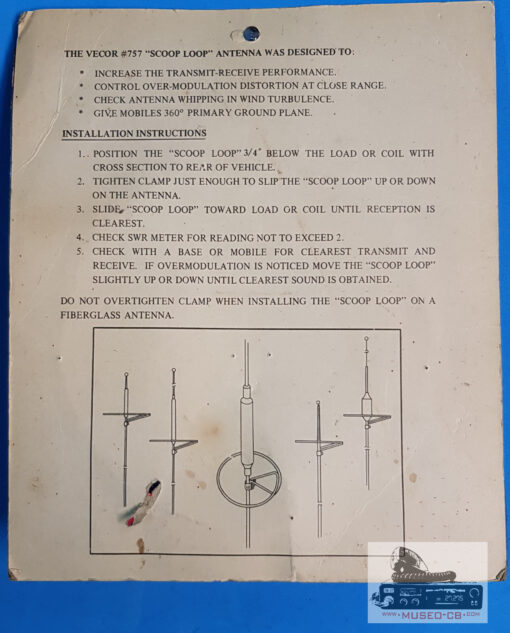 THE VECOR #757 "SCOOP LOOP" ANTENNA WAS DESIGNED TO:
* INCREASE THE TRANSMIT-RECEIVE PERFORMANCE.
* CONTROL OVER-MODULATION DISTORTION AT CLOSE RANGE.
* CHECK ANTENNA WHIPPING IN WIND TURBULENCE.
* GIVE MOBILES 360° PRIMARY GROUND PLANE.
INSTALLATION INSTRUCTIONS
1. POSITION THE "SCOOP LOOP" 3/4" BELOW THE LOAD OR COIL WITH
CROSS SECTION TO REAR OF VEHICLE.
2. TIGHTEN CLAMP JUST ENOUGH TO SLIP THE "SCOOP LOOP" UP OR DOWN
ON THE ANTENNA.
3. SLIDE "SCOOP LOOP" TOWARD LOAD OR COIL UNTIL RECEPTION IS
CLEAREST.
4. CHECK SWR METER FOR READING NOT TO EXCEED 2.
5. CHECK WITH A BASE OR MOBILE FOR CLEAREST TRANSMIT AND
RECEIVE. IF OVERMODULATION IS NOTICED MOVE THE "SCOOP LOOP"
SLIGHTLY UP OR DOWN UNTIL CLEAREST SOUND IS OBTAINED.
DO NOT OVERTIGHTEN CLAMP WHEN INSTALLING THE "SCOOP LOOP" ON A
FIBERGLASS ANTENNA.
WWW.MUSEO-CB.COM